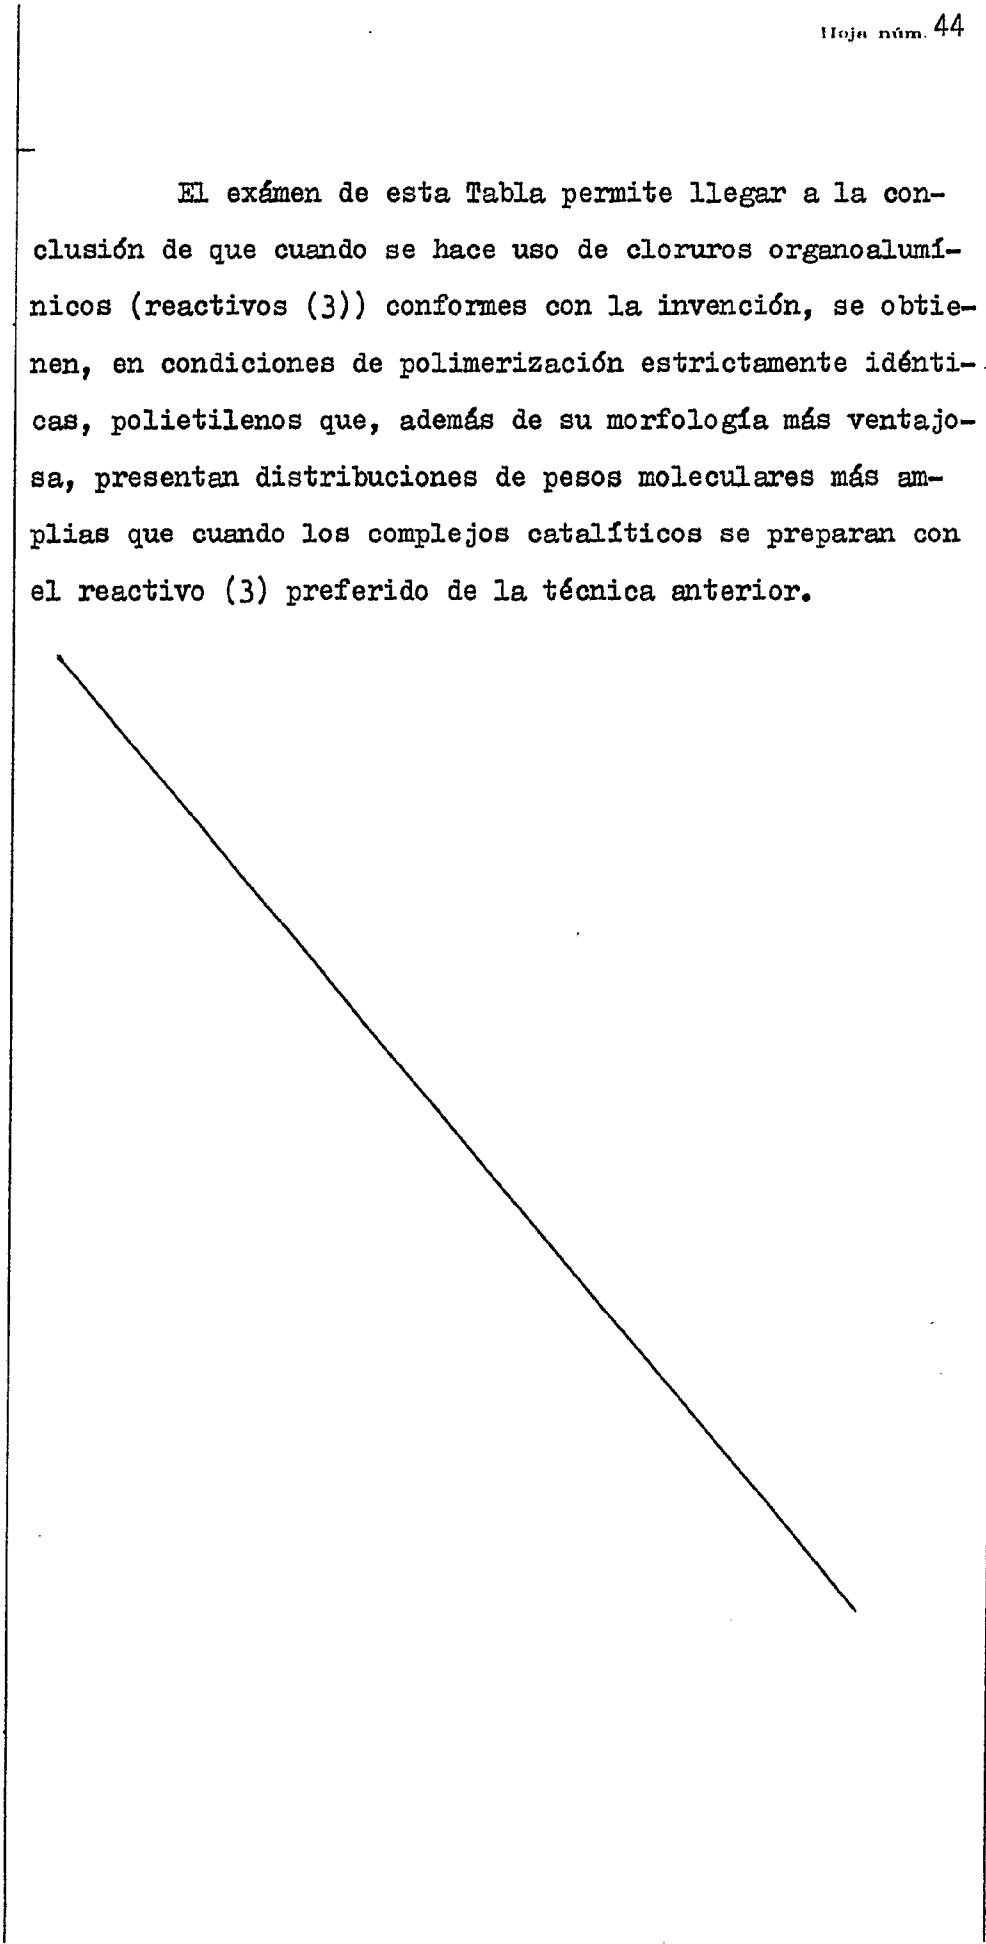 Hoja núm. 44
El exámen de esta Tabla permite llegar a la con-
clusión de que cuando se hace uso de cloruros organoalumí-
nicos (reactivos (3)) conformes con la invención, se obtie-
nen, en condiciones de polimerización estrictamente idénti-
cas, polietilenos que, además de su morfología más ventajo-
sa, presentan distribuciones de pesos moleculares más am-
plias que cuando los complejos catalíticos se preparan con
el reactivo (3) preferido de la técnica anterior.